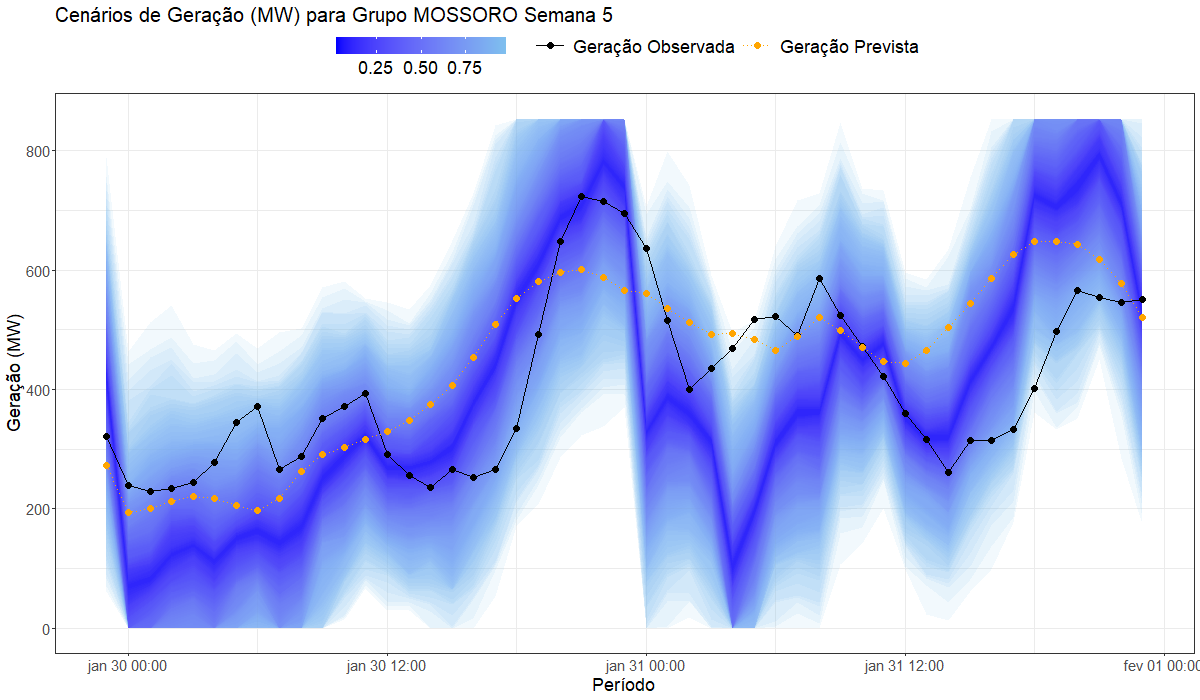 Cenários de Geração (MW) para Grupo MOSSORO Semana 5
0.25 0.50 0.75
Geração Observada
Geração Prevista
Geração (MW)
800
600
400
200
0
jan 30 00:00
jan 30 12:00
jan 31 00:00
jan 31 12:00
fev 01 00:00
Período